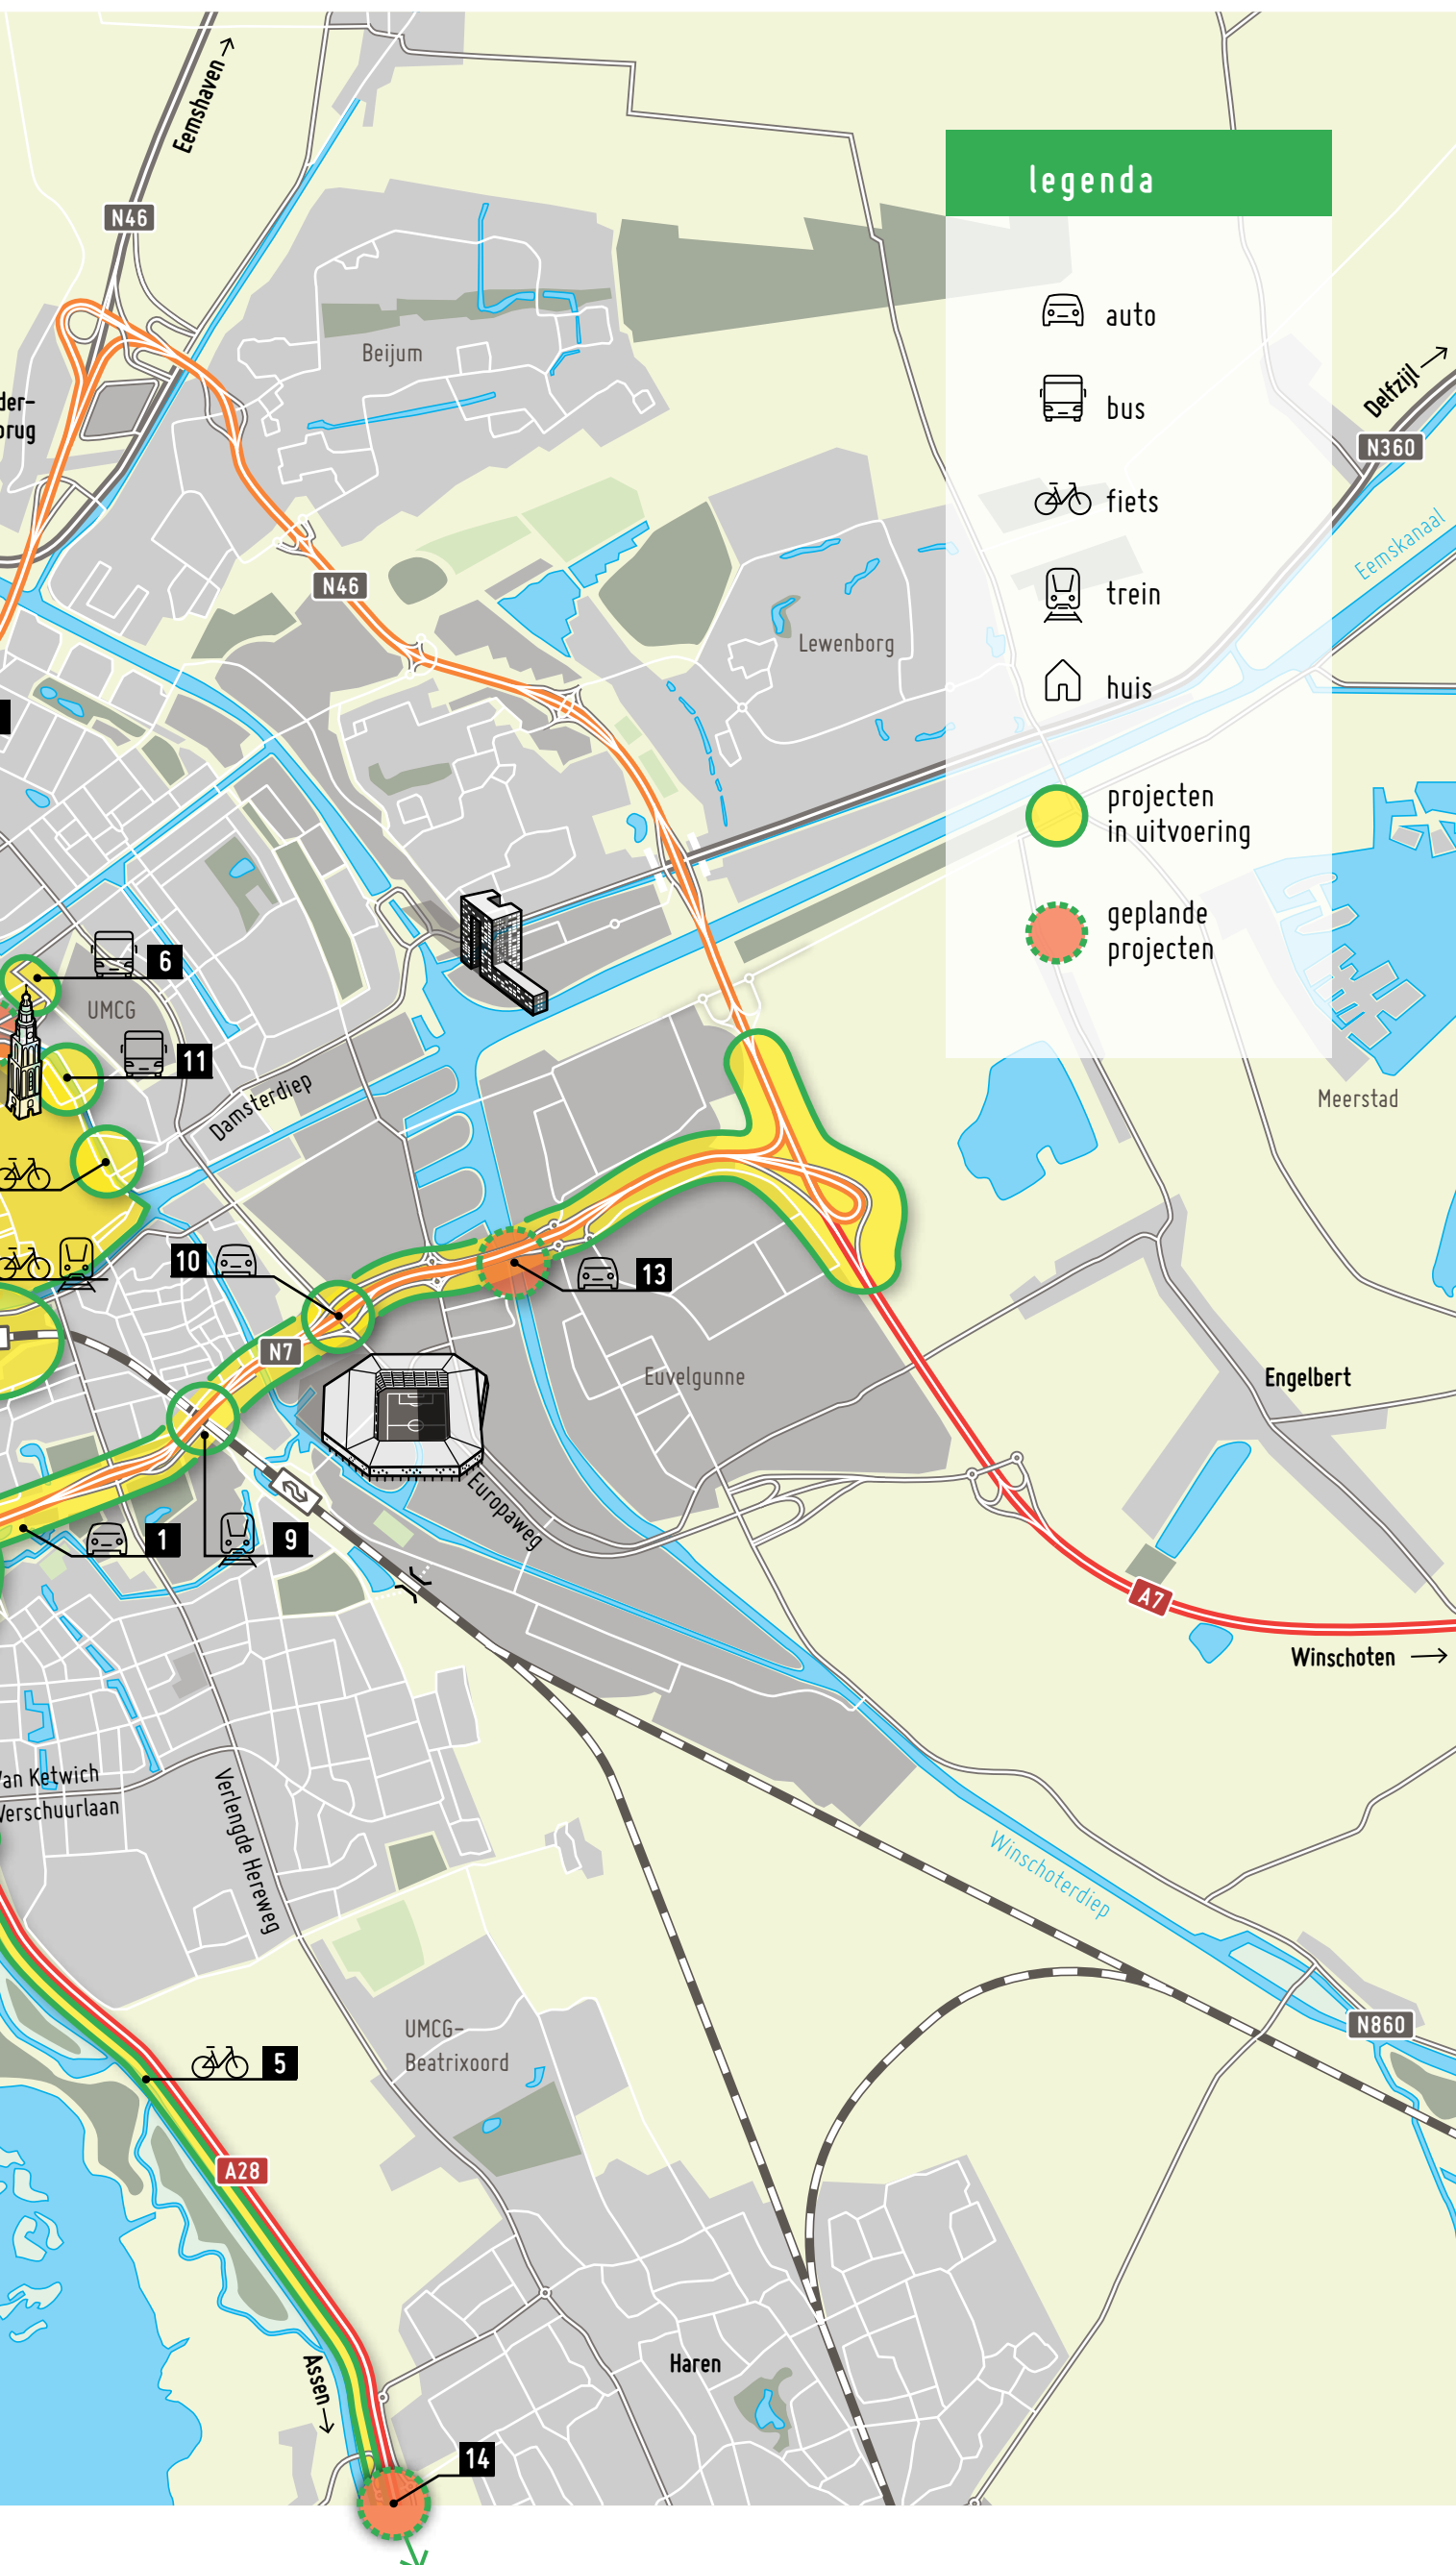 Eemshaven
N46
legenda
auto
Beijum
Delfzijl
der-
brug
bus
N360
fiets
Eemskanaal
N46
trein
Lewenborg
huis
projecten
in uitvoering
geplande
projecten
6
UMCG
11
Damsterdiep
Meerstad
10
13
N7
Euvelgunne
Engelbert
Europaweg
1
9
A7
Winschoten
an Ketwich
Verschuurlaan
Verlengde Hereweg
Winschoterdiep
N860
UMCG-
Beatrixoord
5
A28
Haren
Assen
14